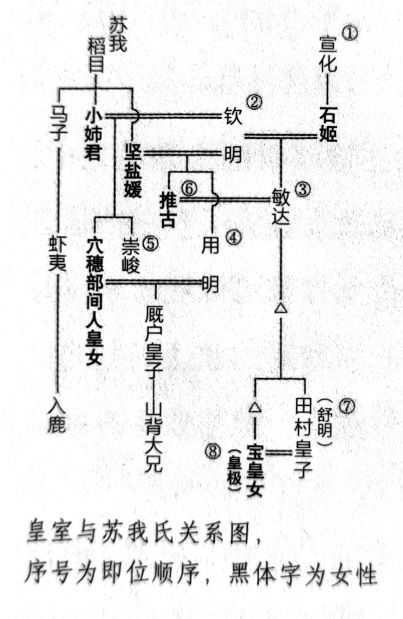 苏我
稻目
宣化
①
马子
小姉君
坚盐媛
钦
②
明
石姬
推古
⑥
敏达
③
虾夷
穴穗部间人皇女
崇峻
⑤
用
④
明
厩户皇子
山背大兄
△
入鹿
△
田村皇子
(舒明)
⑦
⑧
宝皇女
(皇极)
皇室与苏我氏关系图，
序号为即位顺序，黑体字为女性